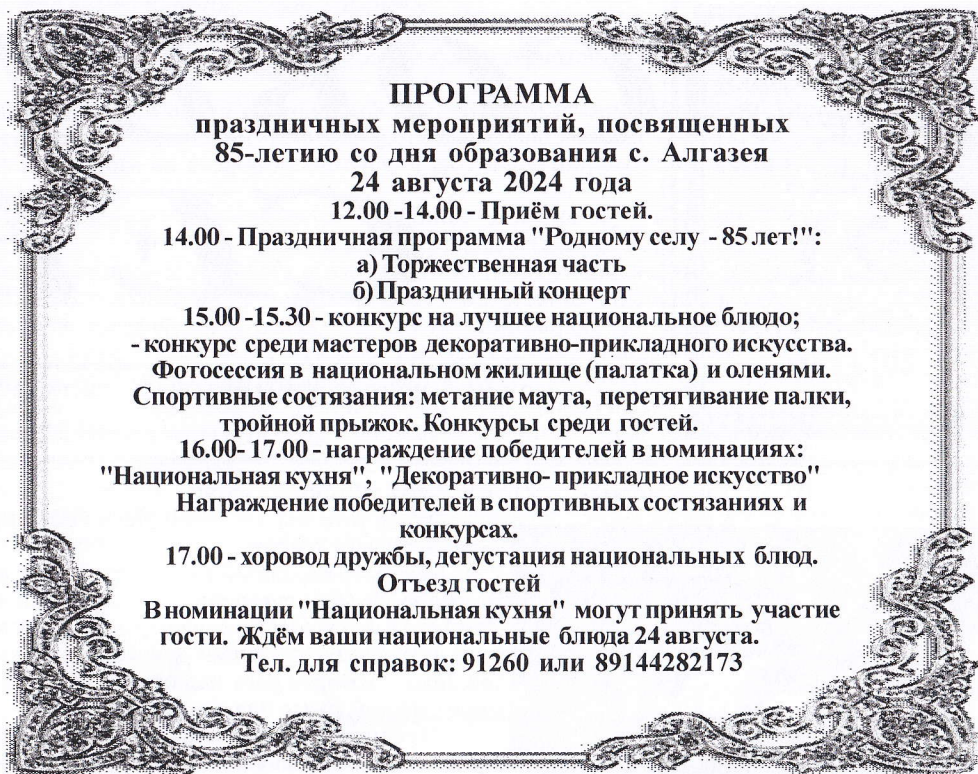 ПРОГРАММА
праздничных мероприятий, посвященных
85-летию со дня образования с. Алгазея
24 августа 2024 года
12.00 -14.00 - Приём гостей.
14.00 - Праздничная программа "Родному селу - 85 лет!":
а) Торжественная часть
б) Праздничный концерт
15.00 -15.30 - конкурс на лучшее национальное блюдо;
- конкурс среди мастеров декоративно-прикладного искусства.
Фотосессия в национальном жилище (палатка) и оленями.
Спортивные состязания: метание маута, перетягивание палки,
тройной прыжок. Конкурсы среди гостей.
16.00- 17.00 - награждение победителей в номинациях:
"Национальная кухня", "Декоративно- прикладное искусство"
Награждение победителей в спортивных состязаниях и
конкурсах.
17.00 - хоровод дружбы, дегустация национальных блюд.
Отъезд гостей
В номинации "Национальная кухня" могут принять участие
гости. Ждём ваши национальные блюда 24 августа.
Тел. для справок: 91260 или 89144282173